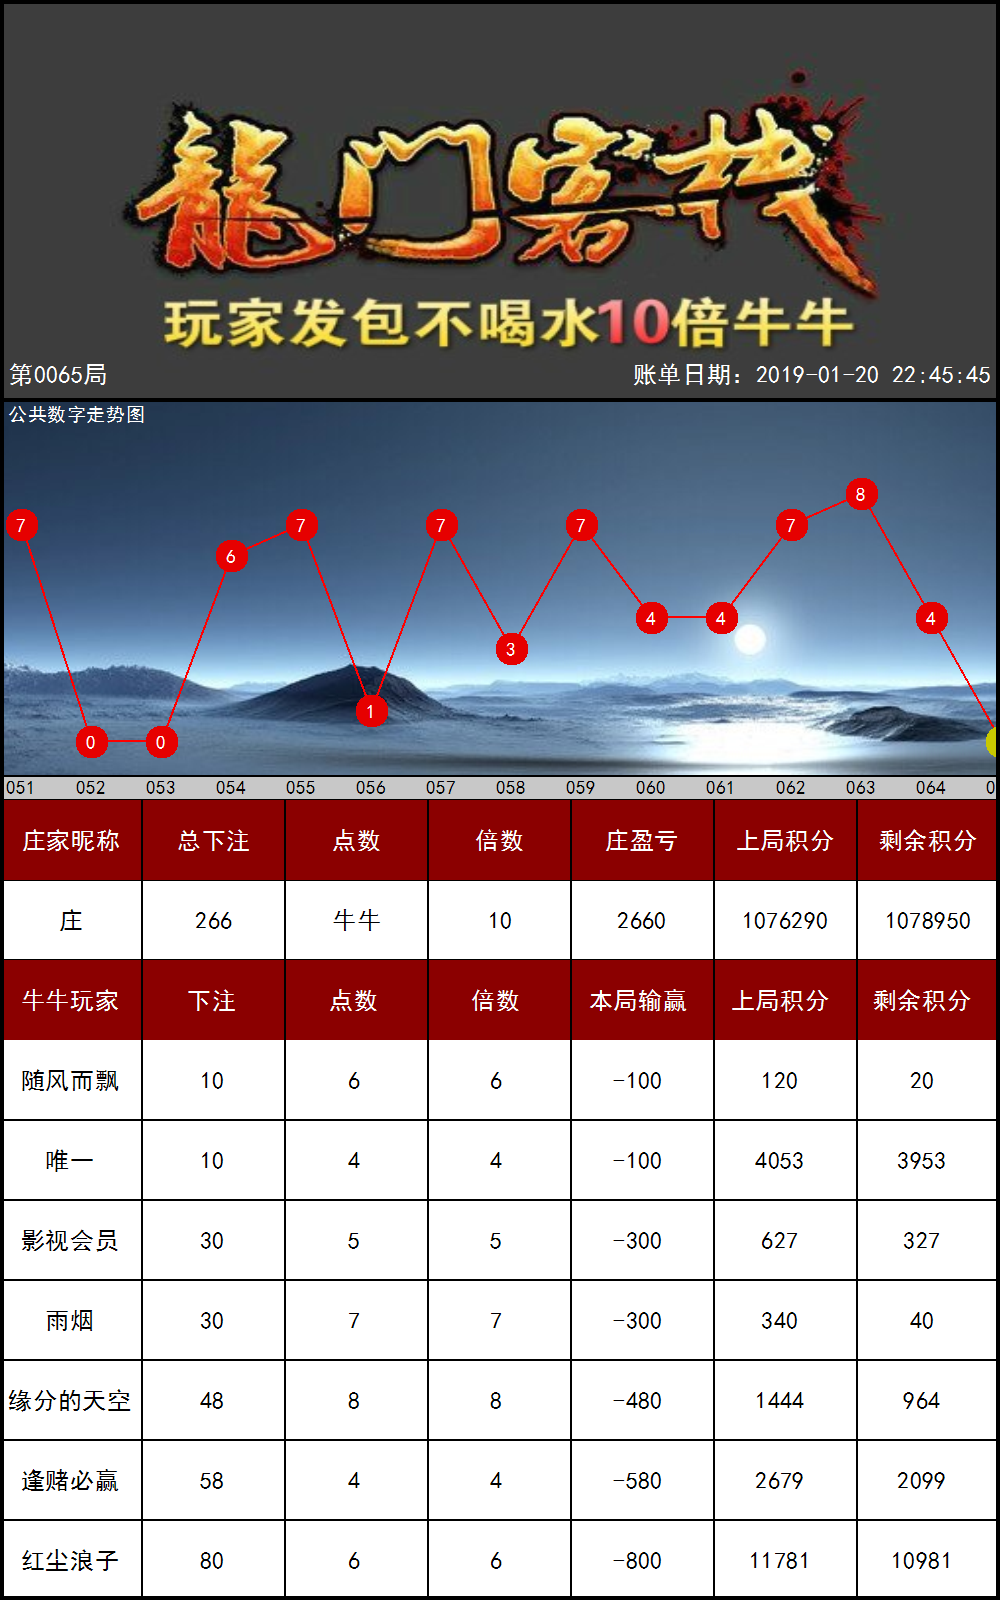 龍门客栈
玩家发包不喝水10倍牛牛
第0065局 账单日期：2019-01-20 22:45:45
公共数字走势图
7 0 0 6 7 1 7 3 7 4 4 7 8 4
051 052 053 054 055 056 057 058 059 060 061 062 063 064 0
庄家昵称 总下注 点数 倍数 庄盈亏 上局积分 剩余积分
庄 266 牛牛 10 2660 1076290 1078950
牛牛玩家 下注 点数 倍数 本局输赢 上局积分 剩余积分
随风而飘 10 6 6 -100 120 20
唯一 10 4 4 -100 4053 3953
影视会员 30 5 5 -300 627 327
雨烟 30 7 7 -300 340 40
缘分的天空 48 8 8 -480 1444 964
逢赌必赢 58 4 4 -580 2679 2099
红尘浪子 80 6 6 -800 11781 10981